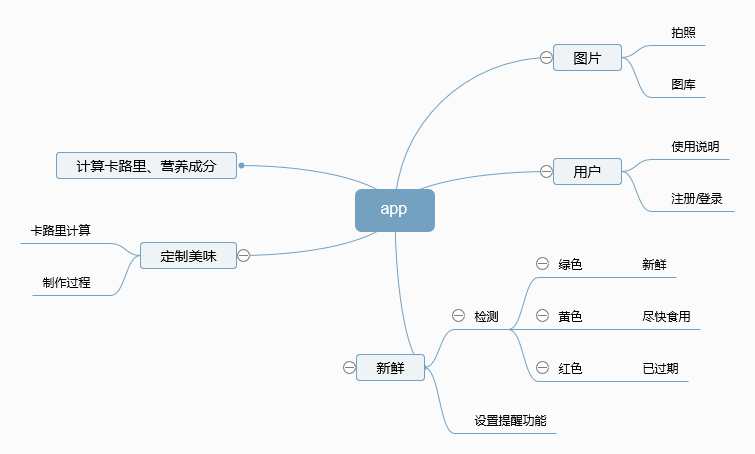 拍照
图片
图库
使用说明
用户
注册/登录
计算卡路里、营养成分
app
卡路里计算
定制美味
制作过程
绿色 新鲜
检测 黄色 尽快食用
新鲜 红色 已过期
设置提醒功能